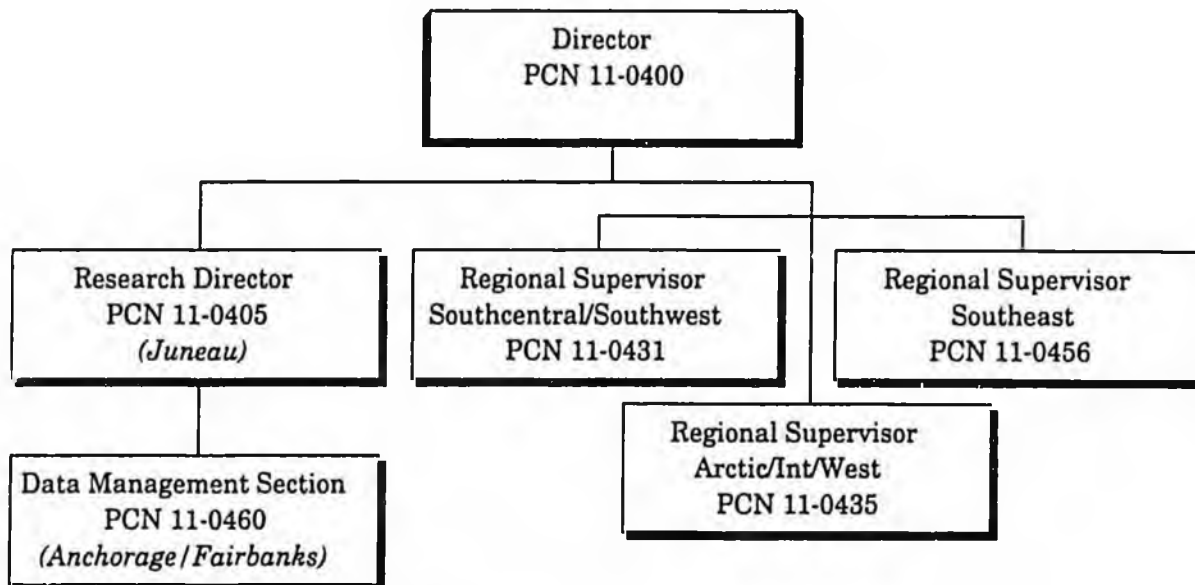 Director
PCN 11-0400
Research Director
PCN 11-0405
(Juneau)
Regional Supervisor
Southcentral/Southwest
PCN 11-0431
Regional Supervisor
Southeast
PCN 11-0456
Regional Supervisor
Arctic/Int/West
PCN 11-0435
Data Management Section
PCN 11-0460
(Anchorage/Fairbanks)